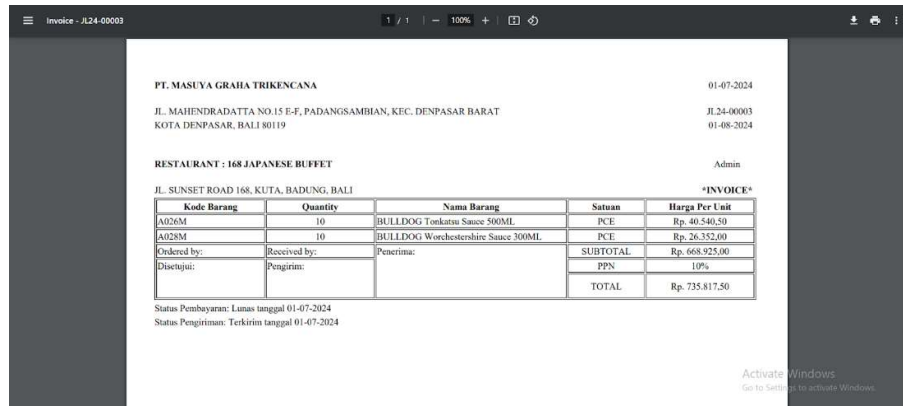 Invoice - JL24-00003
1 / 1 | − 100% + |
PT. MASUYA GRAHA TRIKENCANA 01-07-2024
JL. MAHENDRADATTA NO.15 E-F, PADANGSAMBIAN, KEC. DENPASAR BARAT JL24-00003
KOTA DENPASAR, BALI 80119 01-08-2024
RESTAURANT : 168 JAPANESE BUFFET Admin
JL. SUNSET ROAD 168, KUTA, BADUNG, BALI *INVOICE*
Kode Barang Quantity Nama Barang Satuan Harga Per Unit
A026M 10 BULLDOG Tonkatsu Sauce 500ML PCE Rp. 40.540,50
A028M 10 BULLDOG Worchestershire Sauce 300ML PCE Rp. 26.352,00
Ordered by: Received by: Penerima: SUBTOTAL Rp. 668.925,00
Disetujui: Pengirim: PPN 10%
TOTAL Rp. 735.817,50
Status Pembayaran: Lunas tanggal 01-07-2024
Status Pengiriman: Terkirim tanggal 01-07-2024
Activate Windows
Go to Settings to activate Windows.